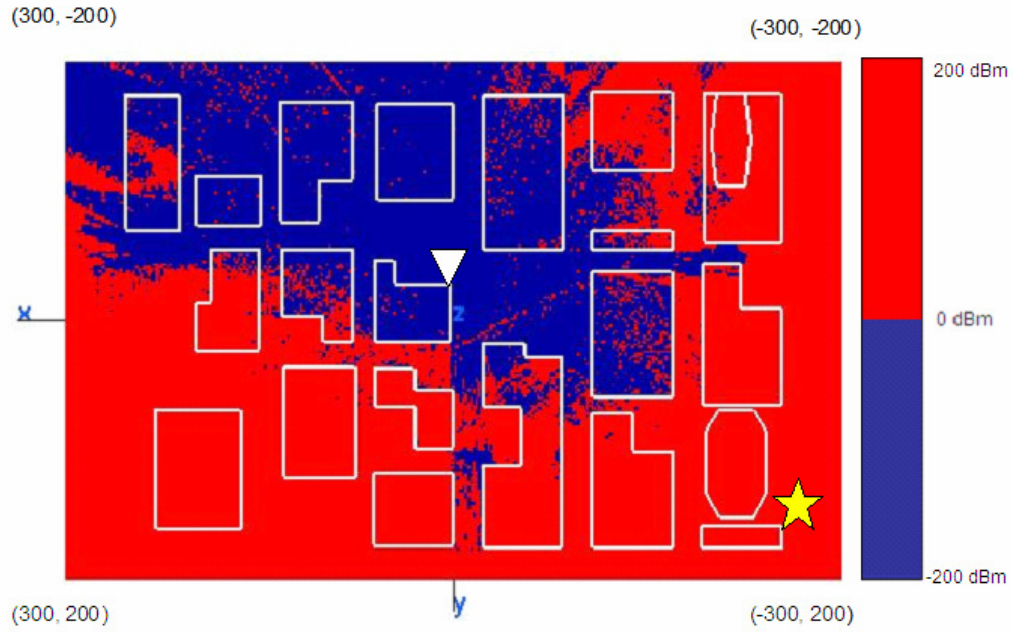 (300, -200)
(-300, -200)
200 dBm
x
z
0 dBm
-200 dBm
y
(300, 200)
(-300, 200)